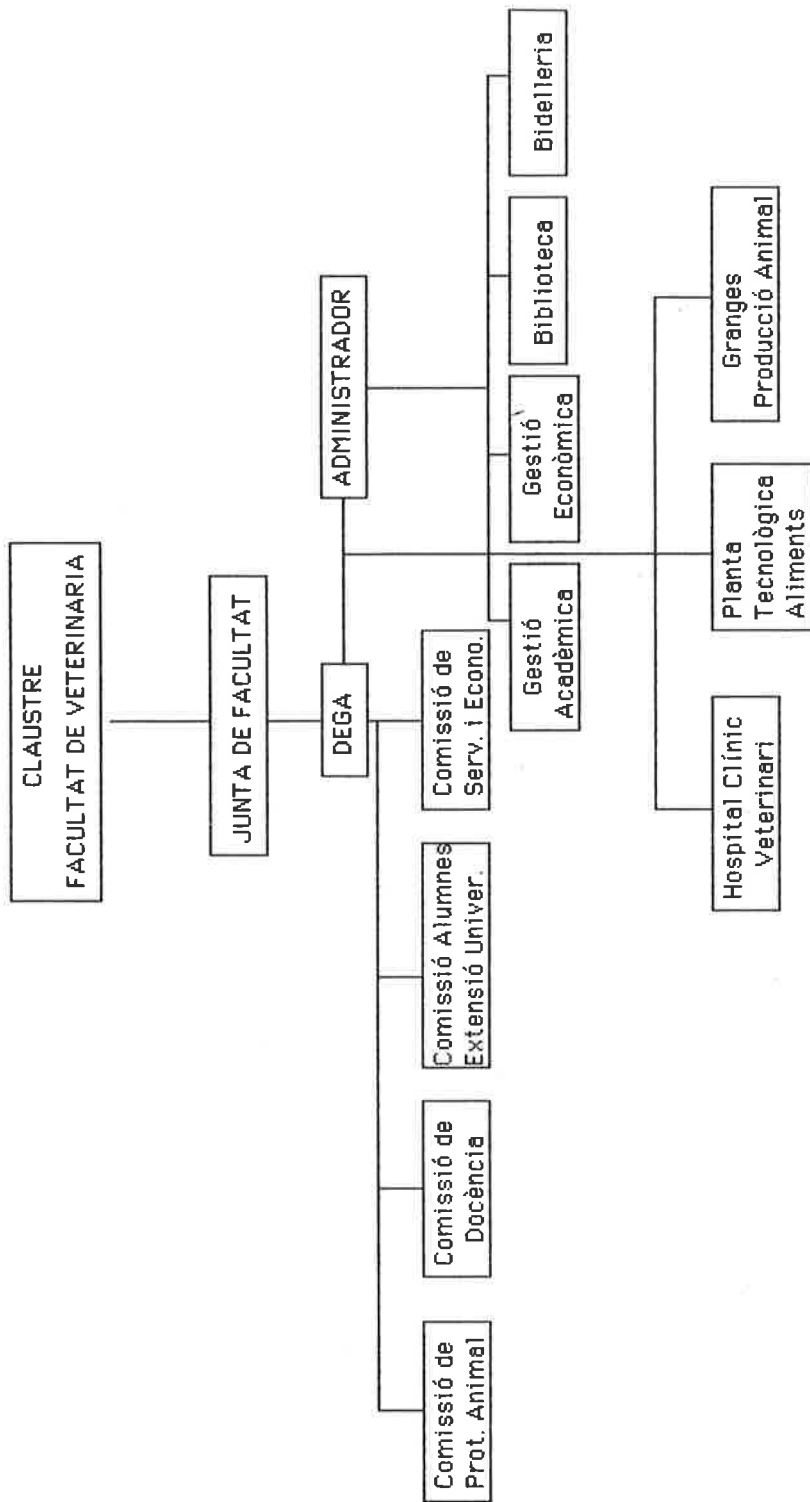 CLAUSTRE
FACULTAT DE VETERINARIA
JUNTA DE FACULTAT
DEGA
ADMINISTRADOR
Comissió de
Prot. Animal
Comissió de
Docència
Comissió Alumnes
Extensió Univer.
Comissió de
Serv. i Econo.
Gestió
Acadèmica
Gestió
Econòmica
Biblioteca
Bidelleria
Hospital Clínic
Veterinari
Planta
Tecnològica
Aliments
Granges
Producció Animal